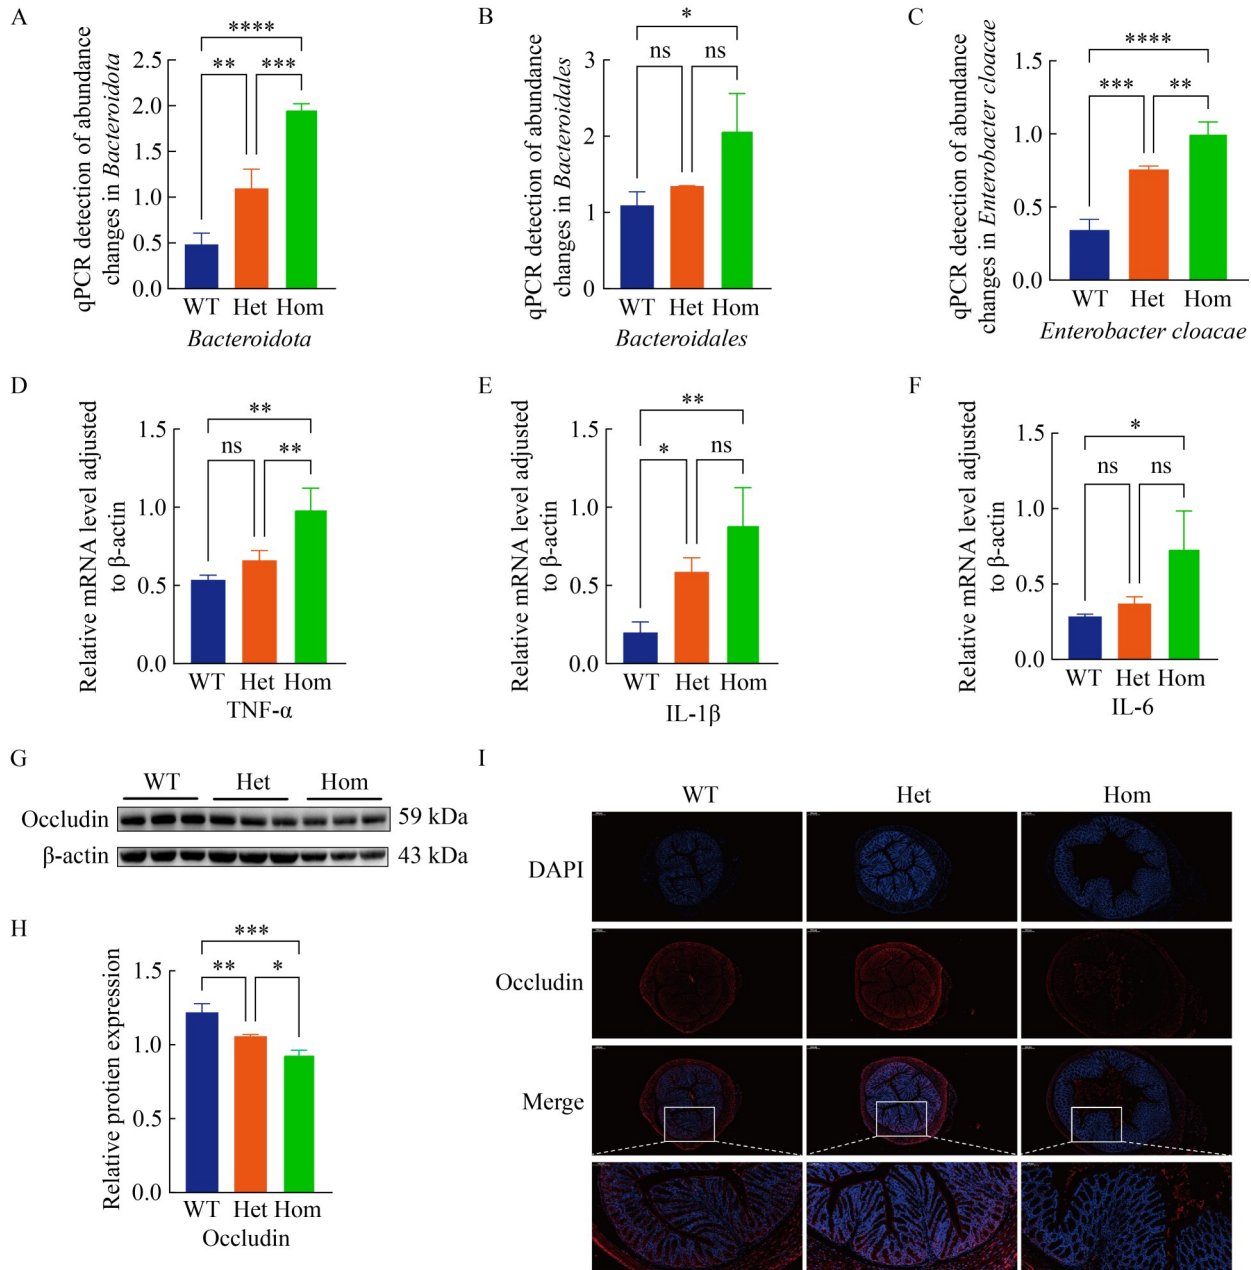 A
qPCR detection of abundance
changes in Bacteroidota
2.5
2.0
1.5
1.0
0.5
0.0
****
**
***
WT Het Hom
Bacteroidota
B
qPCR detection of abundance
changes in Bacteroidales
3
2
1
0
*
ns
ns
WT Het Hom
Bacteroidales
C
qPCR detection of abundance
changes in Enterobacter cloacae
1.5
1.0
0.5
0.0
****
***
**
WT Het Hom
Enterobacter cloacae
D
Relative mRNA level adjusted
to β-actin
1.5
1.0
0.5
0.0
**
ns
**
WT Het Hom
TNF-α
E
Relative mRNA level adjusted
to β-actin
1.5
1.0
0.5
0.0
**
*
ns
WT Het Hom
IL-1β
F
Relative mRNA level adjusted
to β-actin
1.5
1.0
0.5
0.0
*
ns
ns
WT Het Hom
IL-6
G
WT Het Hom
Occludin 59 kDa
β-actin 43 kDa
H
Relative protien expression
1.5
1.0
0.5
0.0
***
**
*
WT Het Hom
Occludin
I
WT Het Hom
DAPI
Occludin
Merge